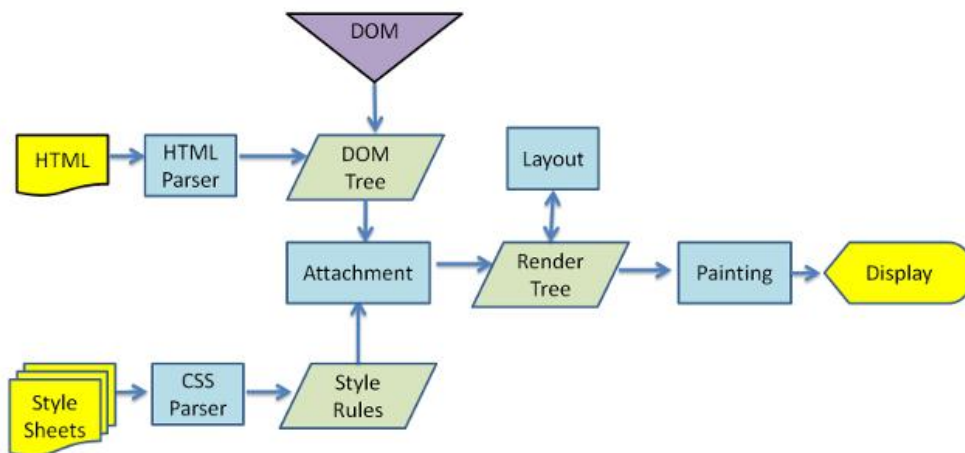 DOM
HTML
HTML
Parser
DOM
Tree
Layout
Attachment
Render
Tree
Painting
Display
Style
Sheets
CSS
Parser
Style
Rules